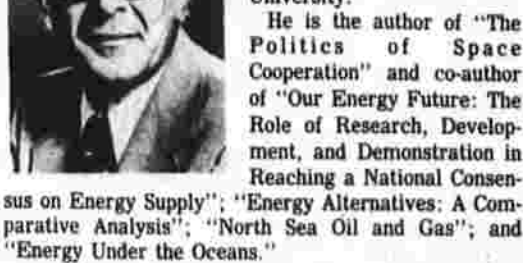 University.
He is the author of "The
Politics of Space
Cooperation" and co-author
of "Our Energy Future: The
Role of Research, Develop-
ment, and Demonstration in
Reaching a National Consen-
sus on Energy Supply"; "Energy Alternatives: A Com-
parative Analysis"; "North Sea Oil and Gas"; and
"Energy Under the Oceans."